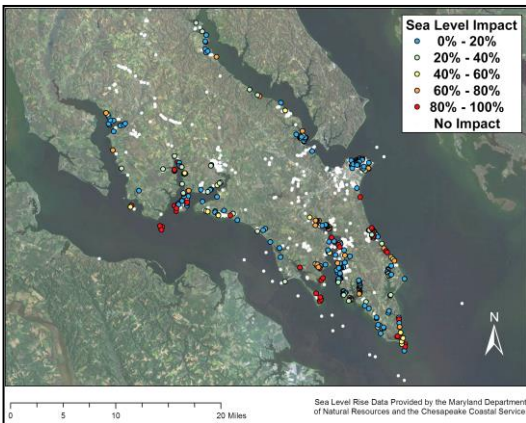 Sea Level Impact
0% - 20%
20% - 40%
40% - 60%
60% - 80%
80% - 100%
No Impact
N
0 5 10 20 Miles
Sea Level Rise Data Provided by the Maryland Department
of Natural Resources and the Chesapeake Coastal Service